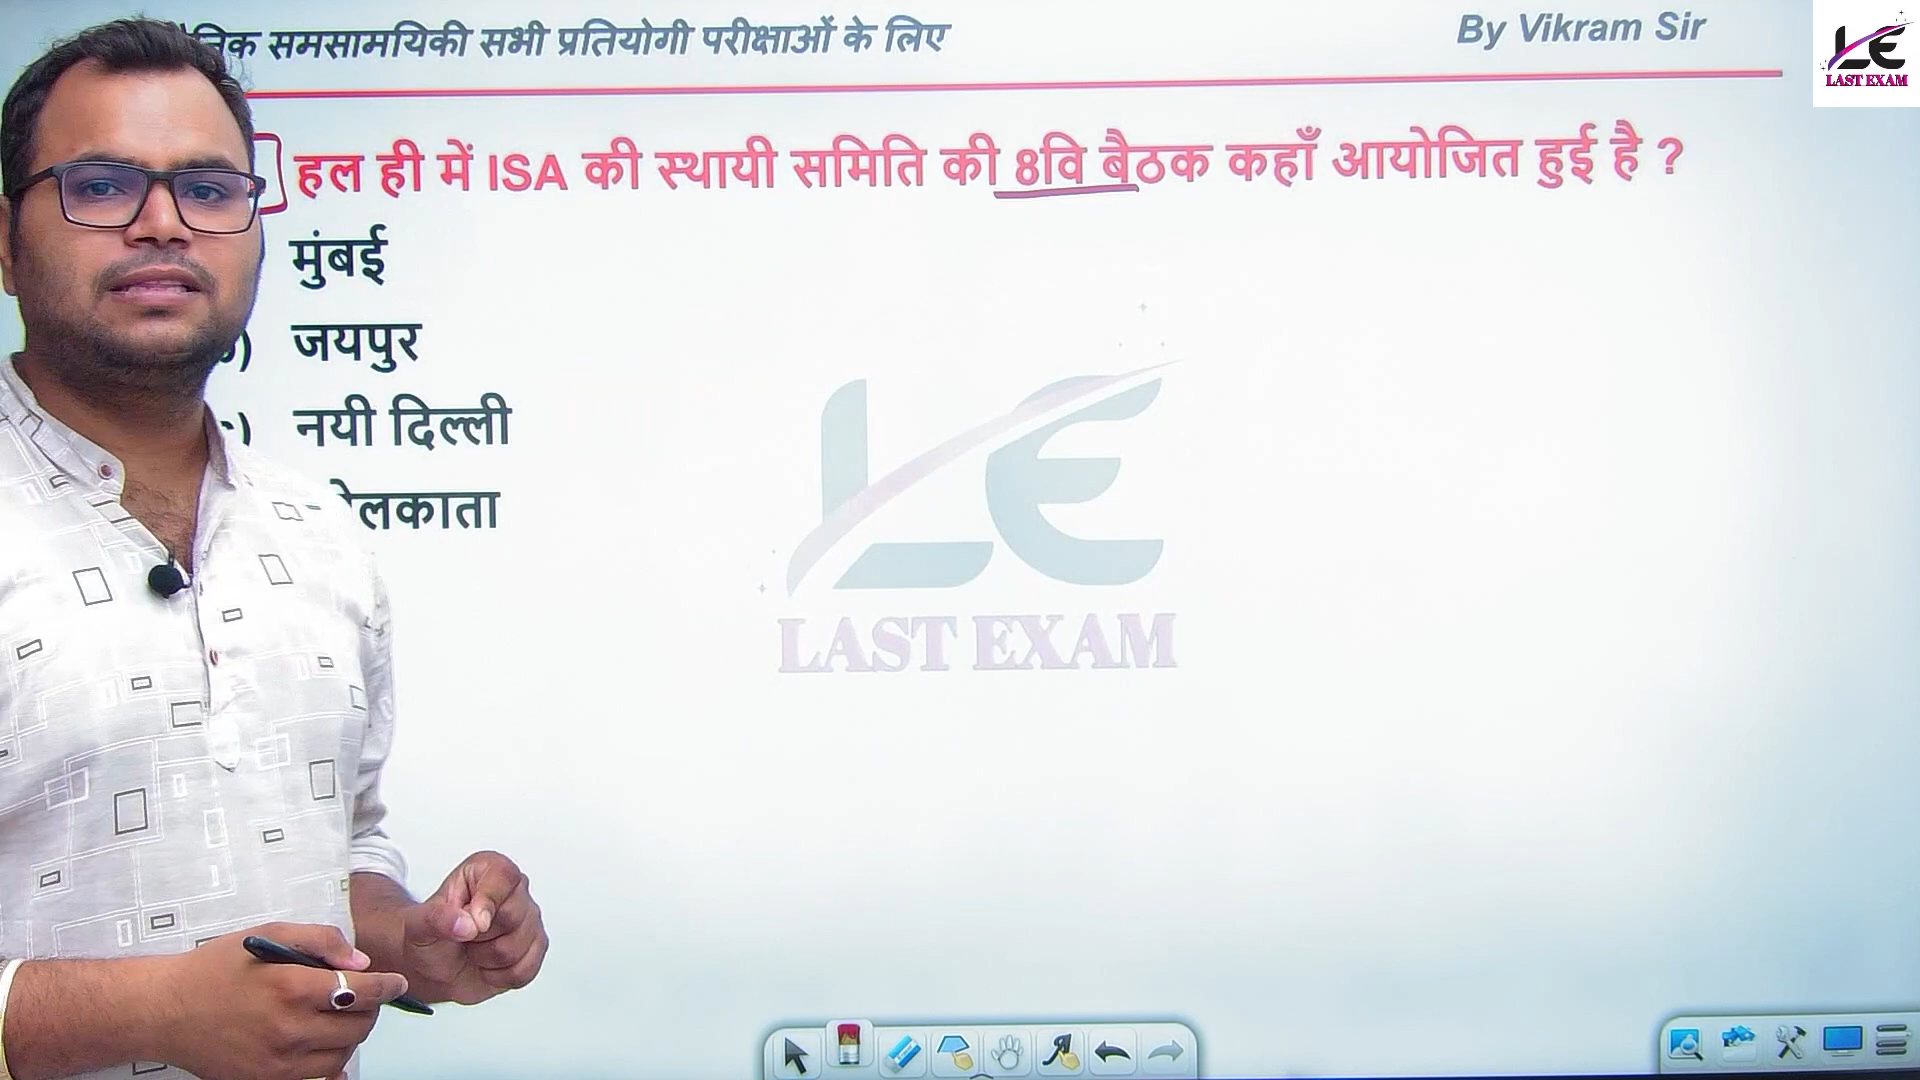 समसामयिकी सभी प्रतियोगी परीक्षाओं के लिए
By Vikram Sir
LE
LAST EXAM
हल ही में ISA की स्थायी समिति की 8वि बैठक कहाँ आयोजित हुई है ?
मुंबई
जयपुर
नयी दिल्ली
LE
LAST EXAM